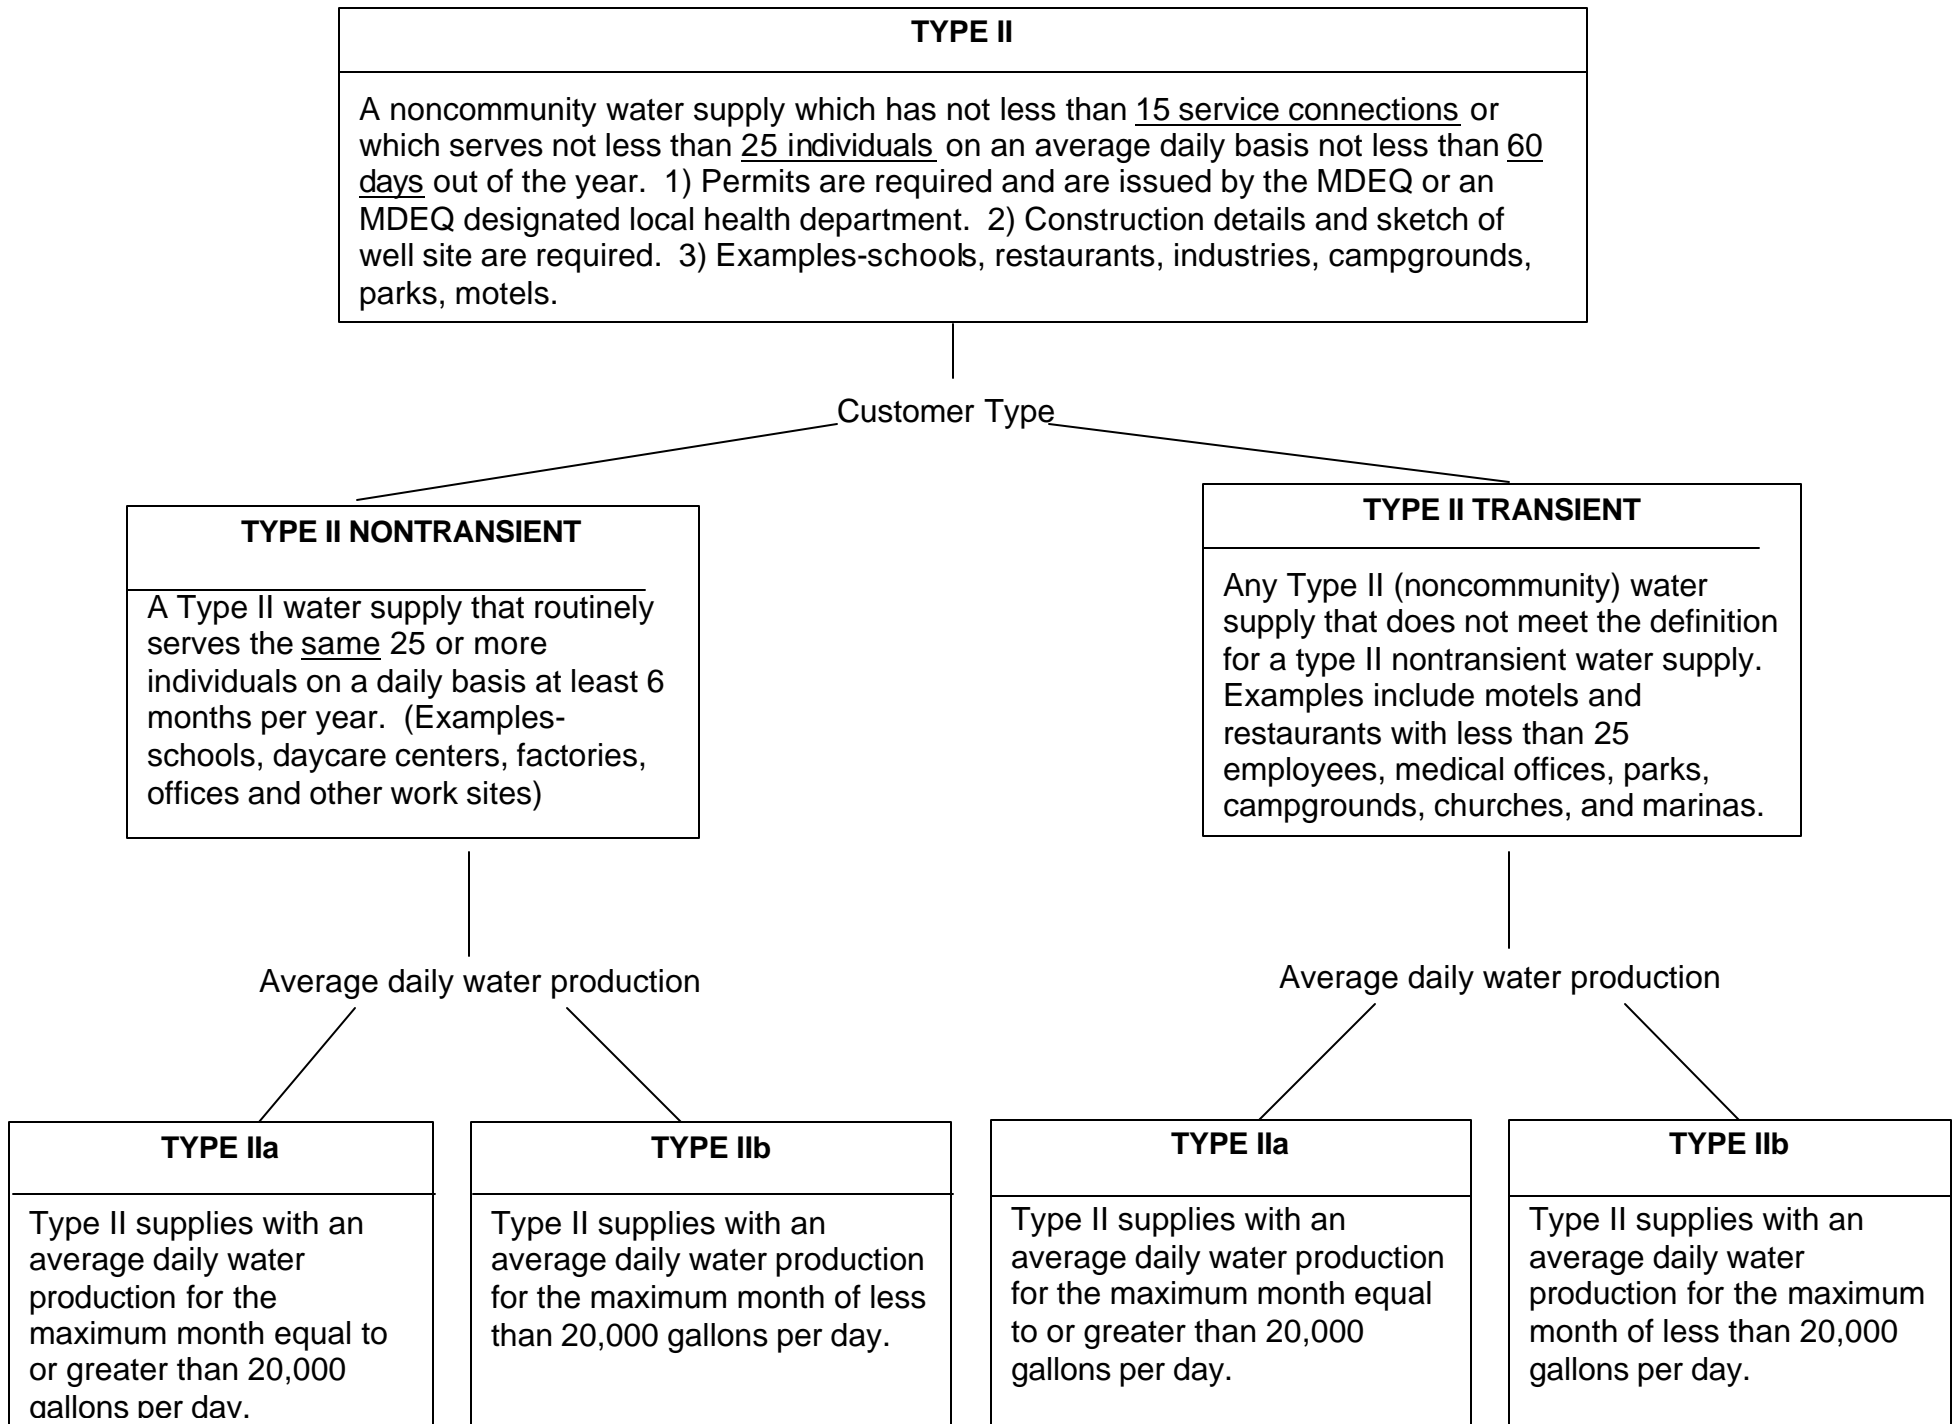 TYPE II
A noncommunity water supply which has not less than 15 service connections or
which serves not less than 25 individuals on an average daily basis not less than 60
days out of the year.  1) Permits are required and are issued by the MDEQ or an
MDEQ designated local health department.  2) Construction details and sketch of
well site are required.  3) Examples-schools, restaurants, industries, campgrounds,
parks, motels.
Customer Type
TYPE II NONTRANSIENT
A Type II water supply that routinely
serves the same 25 or more
individuals on a daily basis at least 6
months per year.  (Examples-
schools, daycare centers, factories,
offices and other work sites)
TYPE II TRANSIENT
Any Type II (noncommunity) water
supply that does not meet the definition
for a type II nontransient water supply.
Examples include motels and
restaurants with less than 25
employees, medical offices, parks,
campgrounds, churches, and marinas.
Average daily water production
Average daily water production
TYPE IIa
Type II supplies with an
average daily water
production for the
maximum month equal to
or greater than 20,000
gallons per day.
TYPE IIb
Type II supplies with an
average daily water production
for the maximum month of less
than 20,000 gallons per day.
TYPE IIa
Type II supplies with an
average daily water production
for the maximum month equal
to or greater than 20,000
gallons per day.
TYPE IIb
Type II supplies with an
average daily water
production for the maximum
month of less than 20,000
gallons per day.